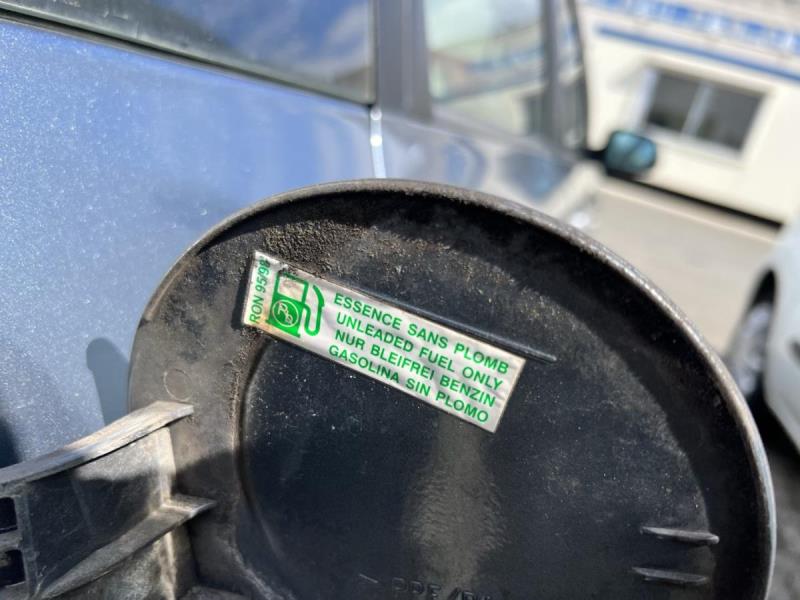 RON 95/98
ESSENCE SANS PLOMB
UNLEADED FUEL ONLY
NUR BLEIFREI BENZIN
GASOLINA SIN PLOMO